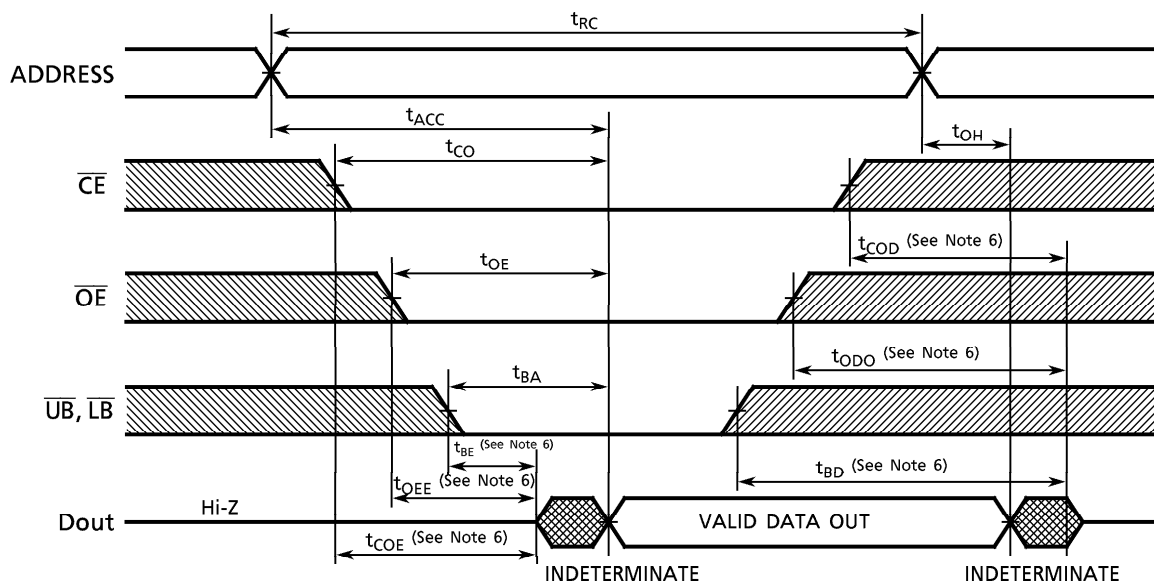 tRC
ADDRESS
tACC
tCO
tOH
CE
tCOD (See Note 6)
tOE
OE
tODO (See Note 6)
tBA
UB, LB
tBE (See Note 6)
tBD (See Note 6)
tOEE (See Note 6)
Hi-Z
Dout
VALID DATA OUT
tCOE (See Note 6)
INDETERMINATE
INDETERMINATE